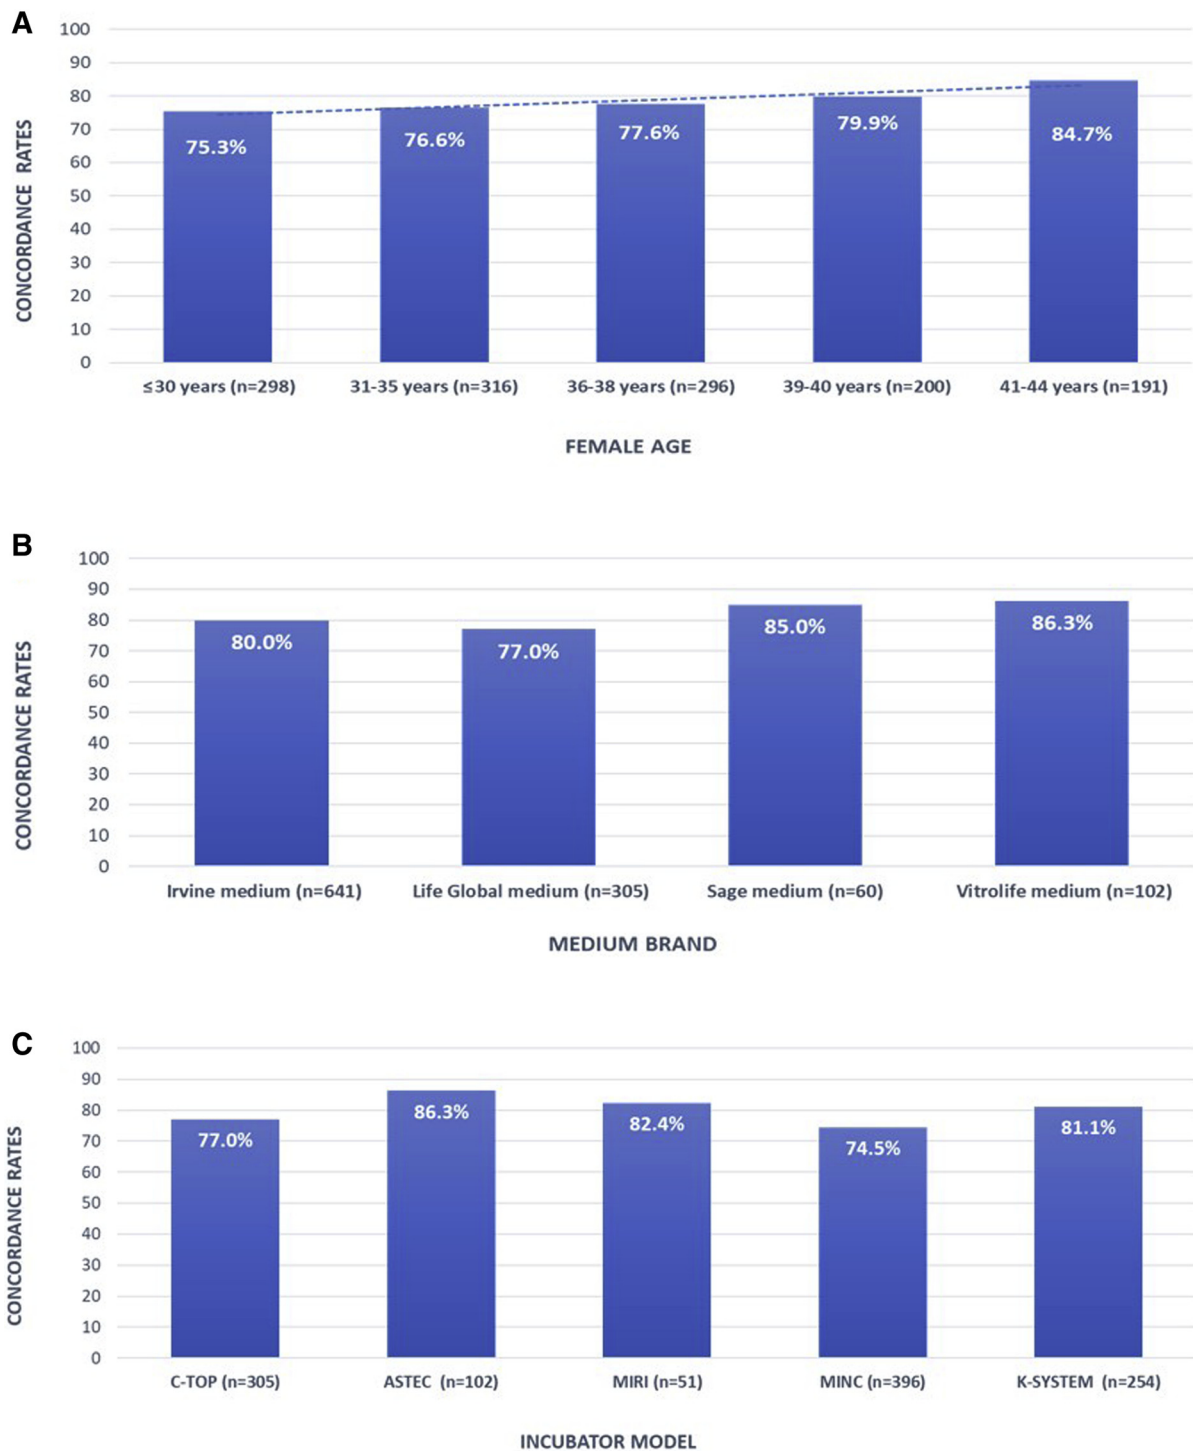 A
CONCORDANCE RATES
100
90
80
70
60
50
40
30
20
10
0
75.3%
76.6%
77.6%
79.9%
84.7%
≤30 years (n=298)
31-35 years (n=316)
36-38 years (n=296)
39-40 years (n=200)
41-44 years (n=191)
FEMALE AGE
B
CONCORDANCE RATES
100
90
80
70
60
50
40
30
20
10
0
80.0%
77.0%
85.0%
86.3%
Irvine medium (n=641)
Life Global medium (n=305)
Sage medium (n=60)
Vitrolife medium (n=102)
MEDIUM BRAND
C
CONCORDANCE RATES
100
90
80
70
60
50
40
30
20
10
0
77.0%
86.3%
82.4%
74.5%
81.1%
C-TOP (n=305)
ASTEC (n=102)
MIRI (n=51)
MINC (n=396)
K-SYSTEM (n=254)
INCUBATOR MODEL